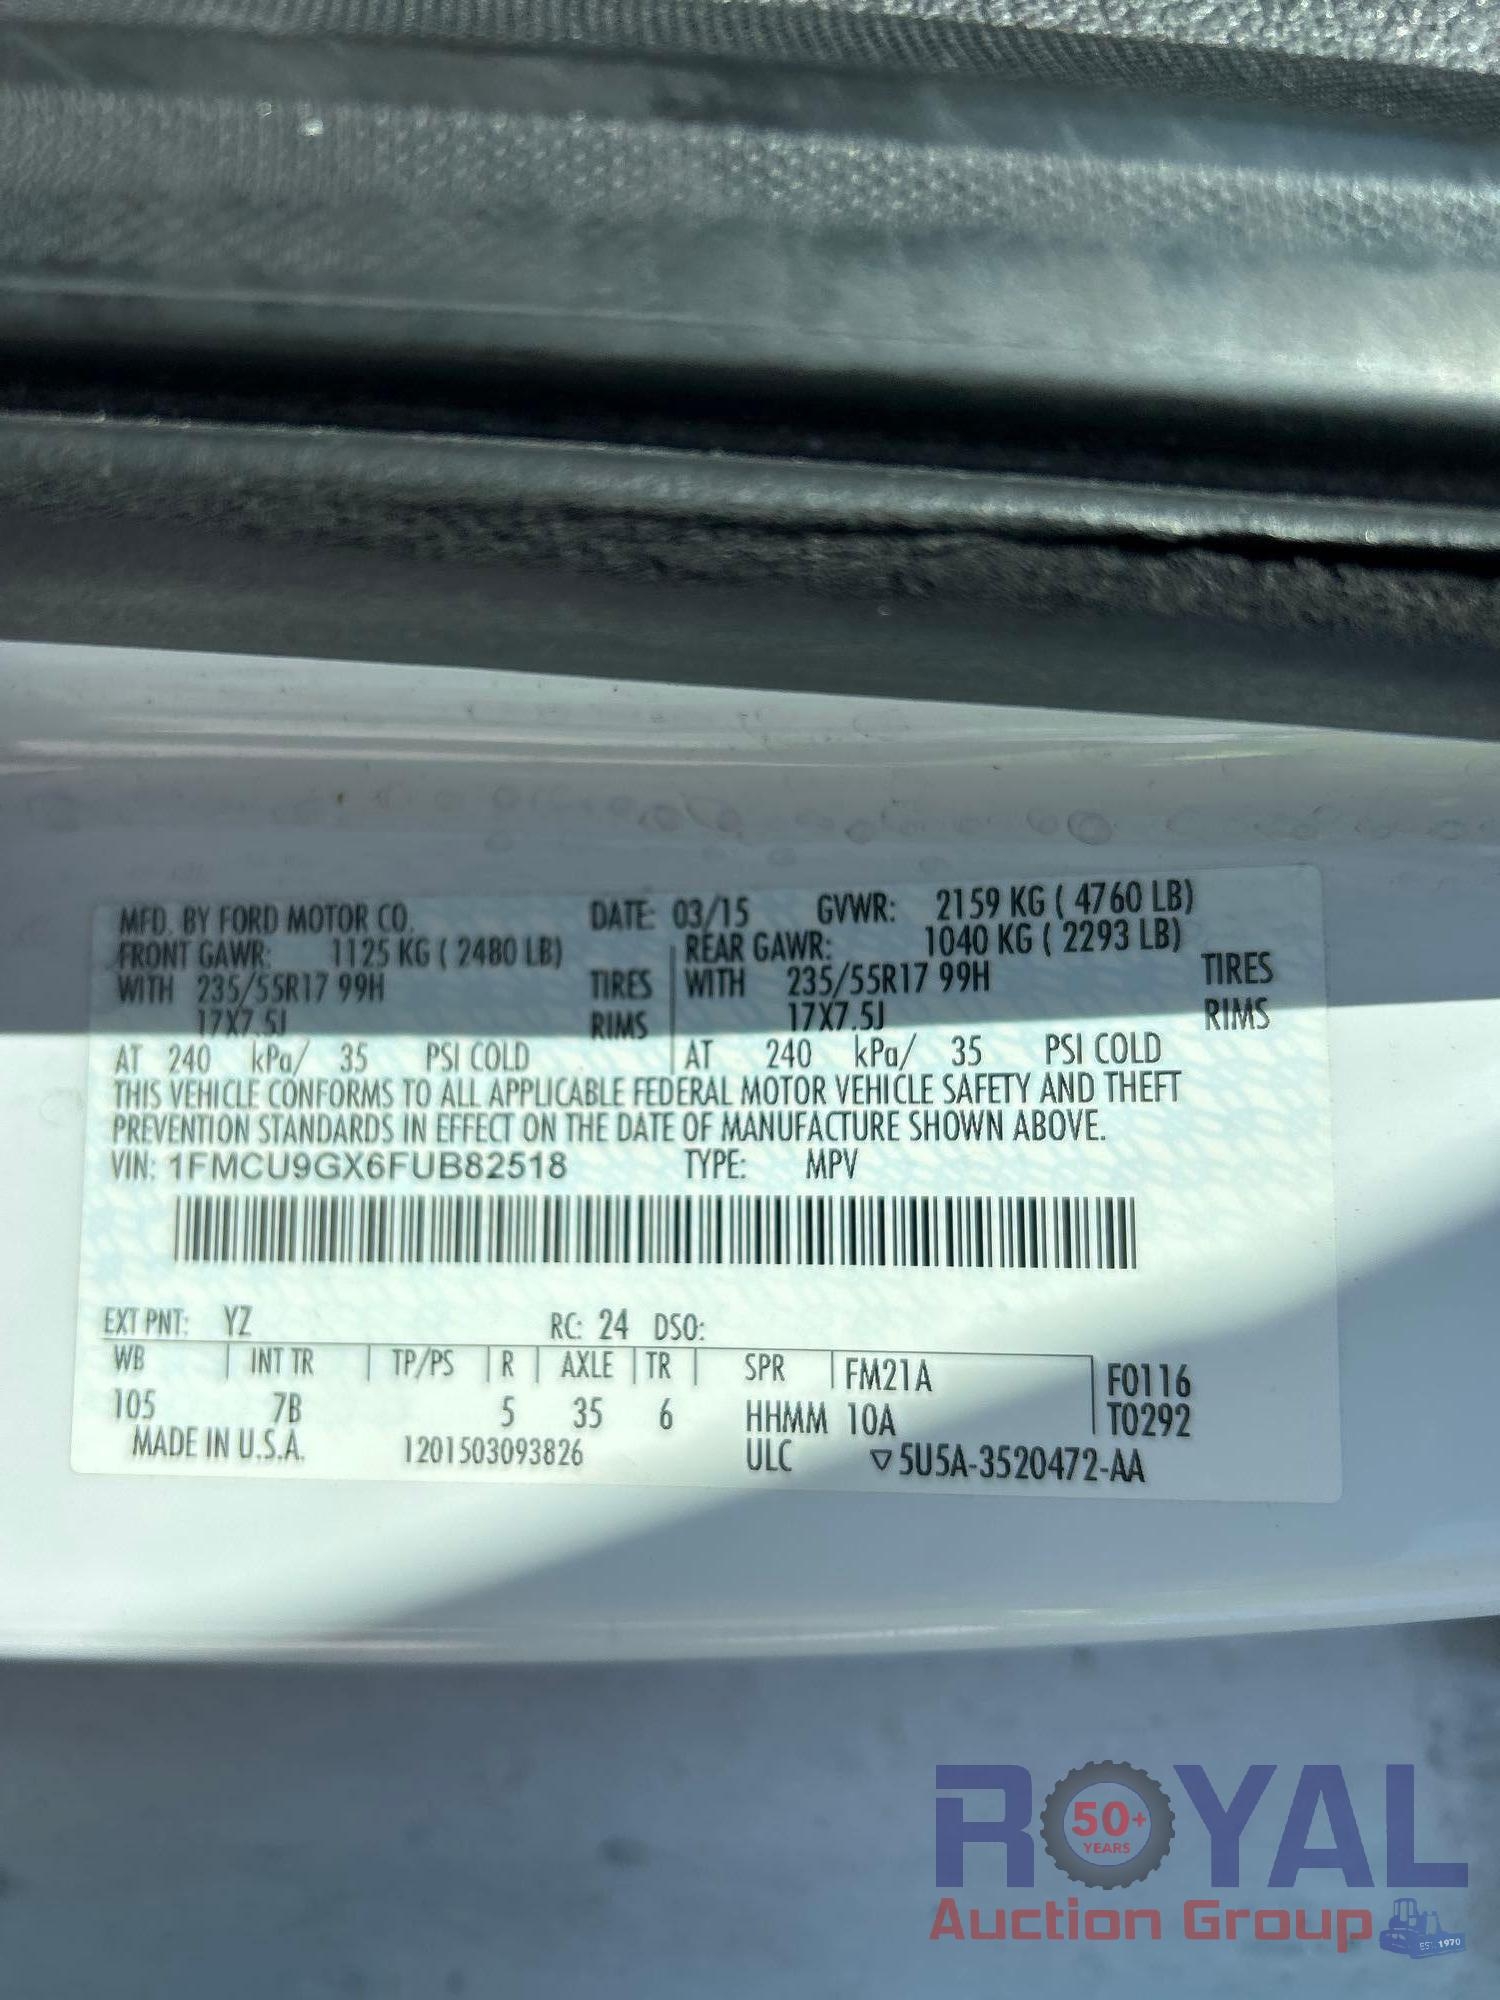 MFD. BY FORD MOTOR CO. DATE: 03/15 GVWR: 2159 KG ( 4760 LB)
FRONT GAWR: 1125 KG ( 2480 LB) REAR GAWR: 1040 KG ( 2293 LB)
WITH 235/55R17 99H TIRES WITH 235/55R17 99H TIRES
17X7.5J RIMS 17X7.5J RIMS
AT 240 kPa/ 35 PSI COLD AT 240 kPa/ 35 PSI COLD
THIS VEHICLE CONFORMS TO ALL APPLICABLE FEDERAL MOTOR VEHICLE SAFETY AND THEFT
PREVENTION STANDARDS IN EFFECT ON THE DATE OF MANUFACTURE SHOWN ABOVE.
VIN: 1FMCU9GX6FUB82518 TYPE: MPV
EXT PNT: YZ RC: 24 DSO:
WB INT TR TP/PS R AXLE TR SPR FM21A F0116
105 7B 5 35 6 HHMM 10A T0292
MADE IN U.S.A. 1201503093826 ULC ▽5U5A-3520472-AA
ROYAL
50+
YEARS
Auction Group
EST. 1970